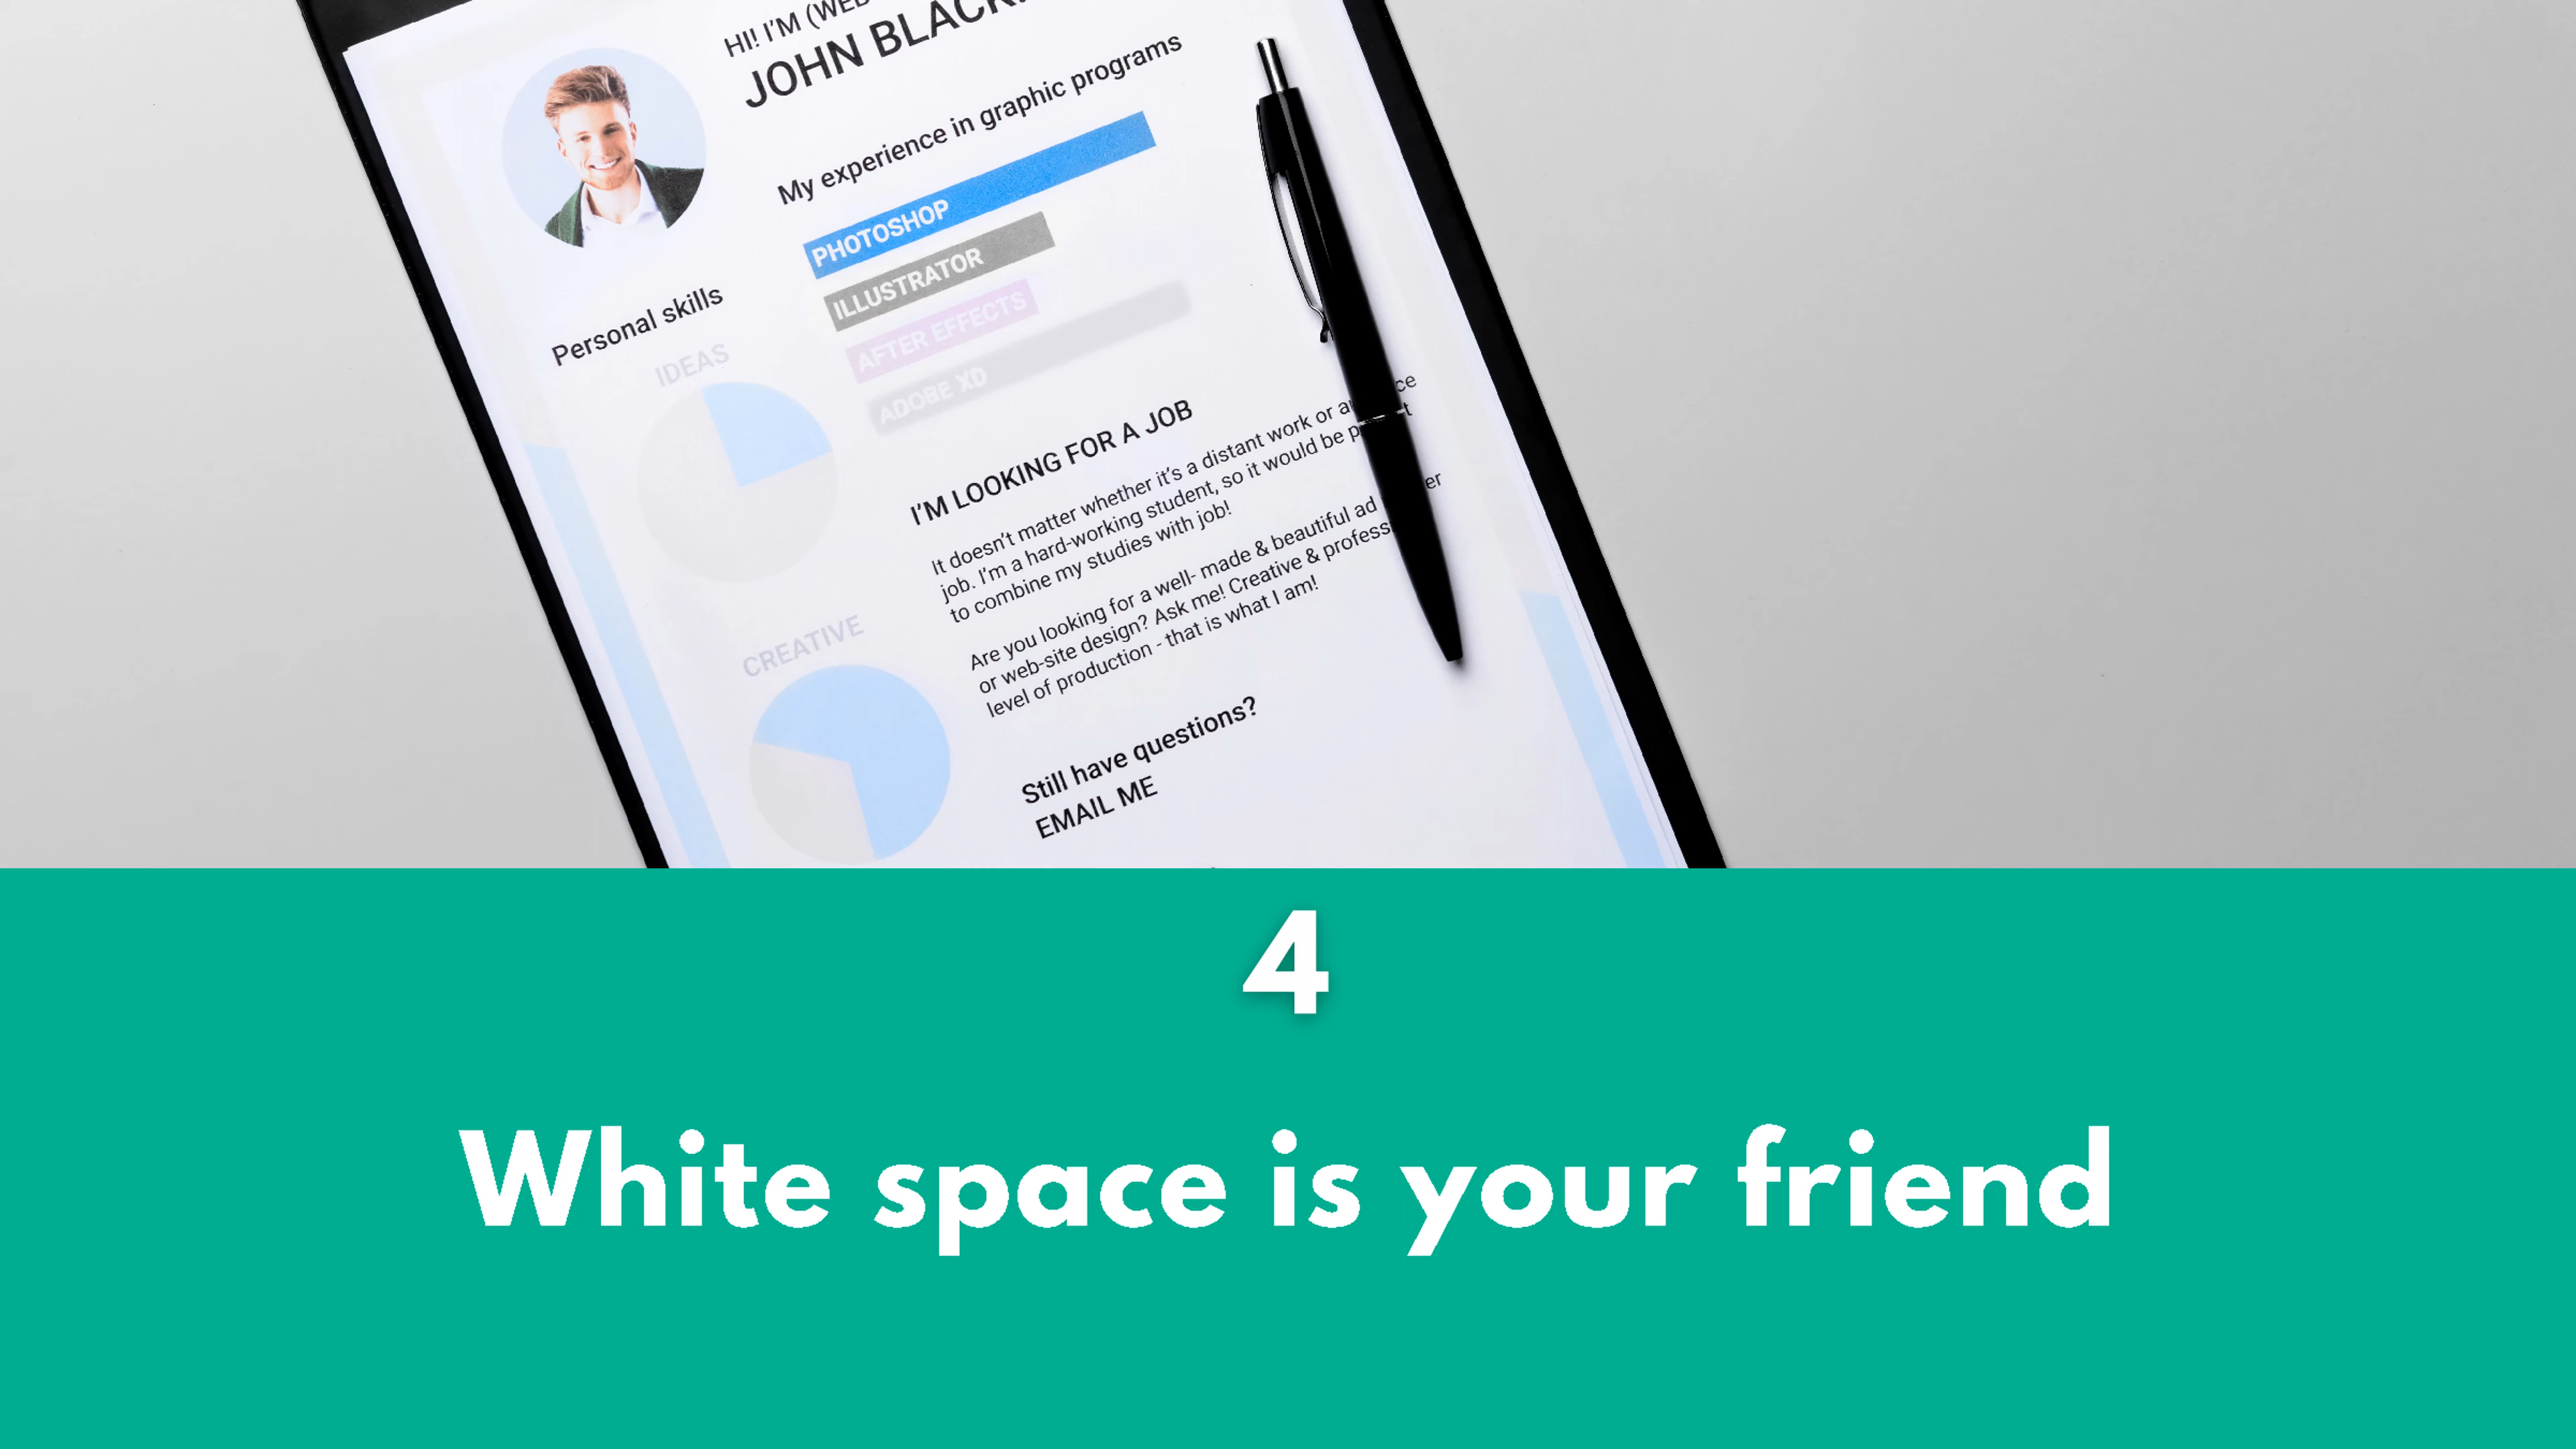 HI! I'M (WEB
JOHN BLACK
My experience in graphic programs
PHOTOSHOP
ILLUSTRATOR
AFTER EFFECTS
ADOBE XD
Personal skills
IDEAS
CREATIVE
I'M LOOKING FOR A JOB
It doesn't matter whether it's a distant work or
job. I'm a hard-working student, so it would be
to combine my studies with job!
Are you looking for a well- made & beautiful ad
or web-site design? Ask me! Creative &
level of production - that is what I am!
Still have questions?
EMAIL ME
4
White space is your friend